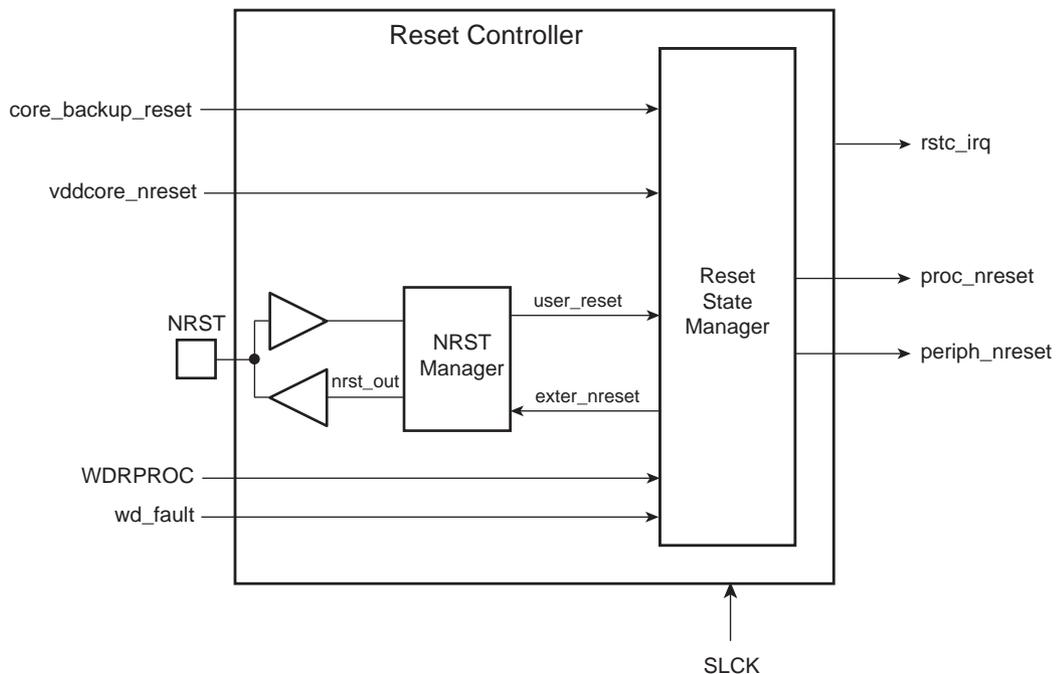 Reset Controller
core_backup_reset
rstc_irq
vddcore_nreset
Reset
State
Manager
proc_nreset
user_reset
NRST
NRST
Manager
periph_nreset
nrst_out
exter_nreset
WDRPROC
wd_fault
SLCK